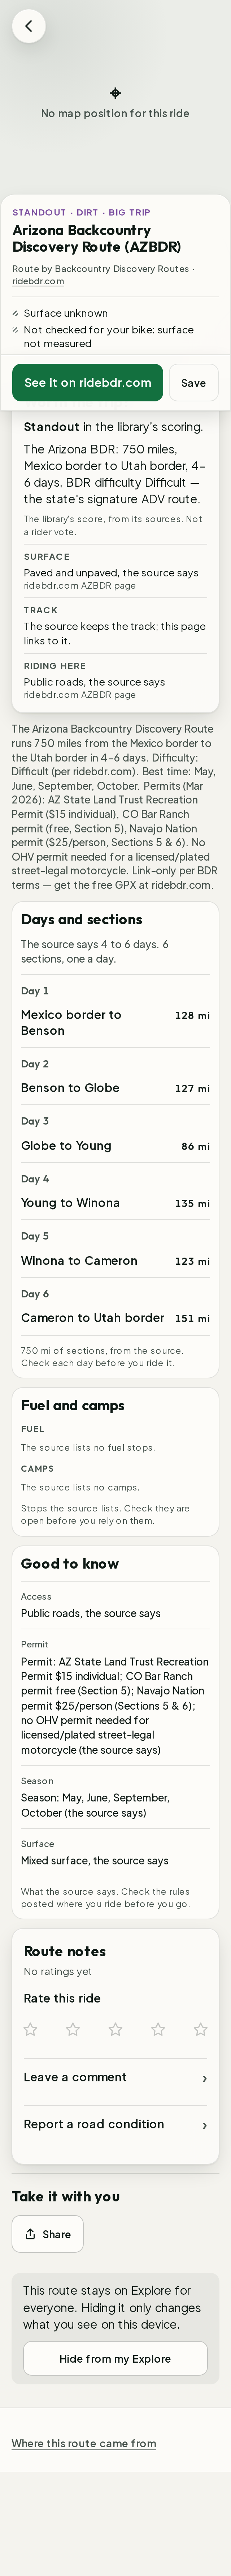 No map position for this ride
STANDOUT · DIRT · BIG TRIP
Arizona Backcountry
Discovery Route (AZBDR)
Route by Backcountry Discovery Routes ·
ridebdr.com
Surface unknown
Not checked for your bike: surface
not measured
See it on ridebdr.com
Save
Standout in the library's scoring.
The Arizona BDR: 750 miles,
Mexico border to Utah border, 4–
6 days, BDR difficulty Difficult —
the state's signature ADV route.
The library's score, from its sources. Not
a rider vote.
SURFACE
Paved and unpaved, the source says
ridebdr.com AZBDR page
TRACK
The source keeps the track; this page
links to it.
RIDING HERE
Public roads, the source says
ridebdr.com AZBDR page
The Arizona Backcountry Discovery Route
runs 750 miles from the Mexico border to
the Utah border in 4-6 days. Difficulty:
Difficult (per ridebdr.com). Best time: May,
June, September, October. Permits (Mar
2026): AZ State Land Trust Recreation
Permit ($15 individual), CO Bar Ranch
permit (free, Section 5), Navajo Nation
permit ($25/person, Sections 5 & 6). No
OHV permit needed for a licensed/plated
street-legal motorcycle. Link-only per BDR
terms — get the free GPX at ridebdr.com.
Days and sections
The source says 4 to 6 days. 6
sections, one a day.
Day 1
Mexico border to
Benson
128 mi
Day 2
Benson to Globe
127 mi
Day 3
Globe to Young
86 mi
Day 4
Young to Winona
135 mi
Day 5
Winona to Cameron
123 mi
Day 6
Cameron to Utah border
151 mi
750 mi of sections, from the source.
Check each day before you ride it.
Fuel and camps
FUEL
The source lists no fuel stops.
CAMPS
The source lists no camps.
Stops the source lists. Check they are
open before you rely on them.
Good to know
Access
Public roads, the source says
Permit
Permit: AZ State Land Trust Recreation
Permit $15 individual; CO Bar Ranch
permit free (Section 5); Navajo Nation
permit $25/person (Sections 5 & 6);
no OHV permit needed for
licensed/plated street-legal
motorcycle (the source says)
Season
Season: May, June, September,
October (the source says)
Surface
Mixed surface, the source says
What the source says. Check the rules
posted where you ride before you go.
Route notes
No ratings yet
Rate this ride
Leave a comment
Report a road condition
Take it with you
Share
This route stays on Explore for
everyone. Hiding it only changes
what you see on this device.
Hide from my Explore
Where this route came from